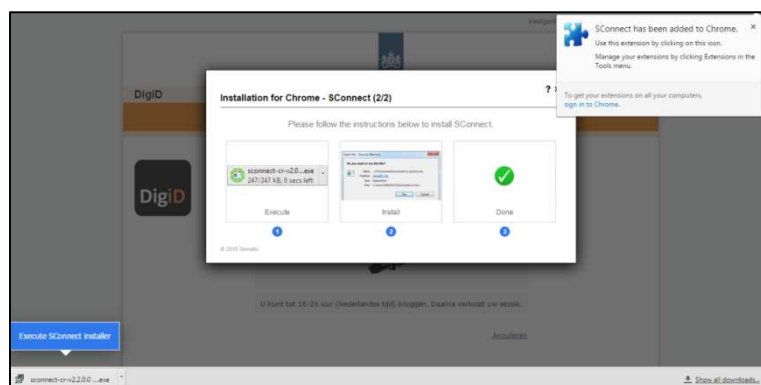 SConnect has been added to Chrome.
Use this extension by clicking on this icon.
Manage your extensions by clicking Extensions in the
Tools menu.
To get your extensions on all your computers,
sign in to Chrome.
DigiD
Installation for Chrome - SConnect (2/2)
?
Please follow the instructions below to install SConnect.
sconnect-cr-v2.0...exe
247/247 KB, 0 secs left
Execute
Install
Done
1
2
3
© 2015 Gemalto
DigiD
U kunt tot 16:25 uur (Nederlandse tijd) inloggen. Daarna verloopt uw sessie.
Annuleren
Execute SConnect installer
sconnect-cr-v2.2.0.0 ....exe
Show all downloads...